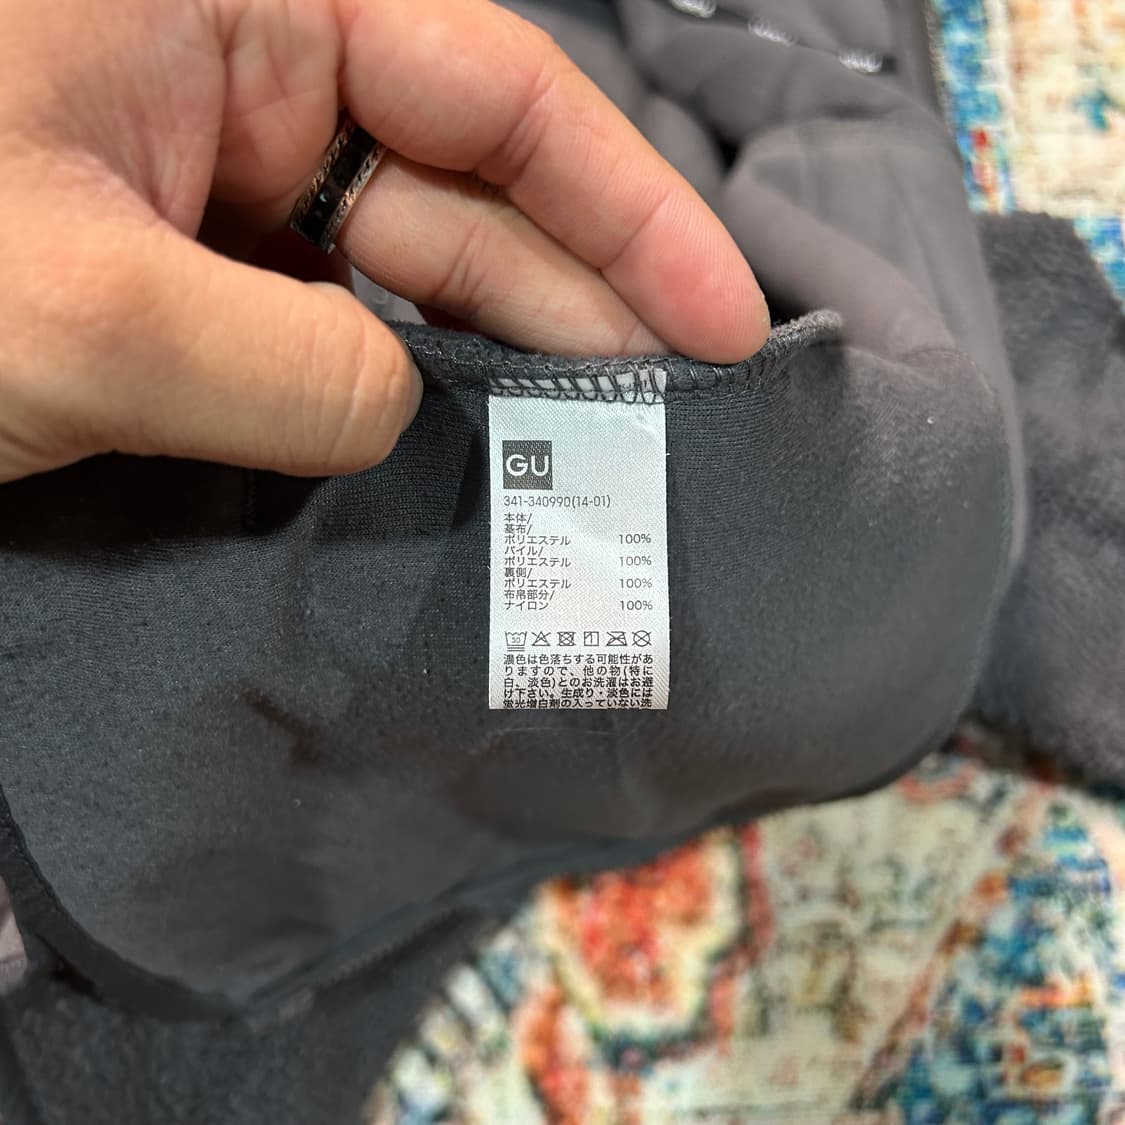 GU
341-340990(14-01)
本体/
基布/
ポリエステル 100%
パイル/
ポリエステル 100%
裏側/
ポリエステル 100%
布帛部分/
ナイロン 100%
30
濃色は色落ちする可能性があ
りますので、他の物(特に
白、淡色)とのお洗濯はお避
け下さい。生成り・淡色には
蛍光増白剤の入っていない洗